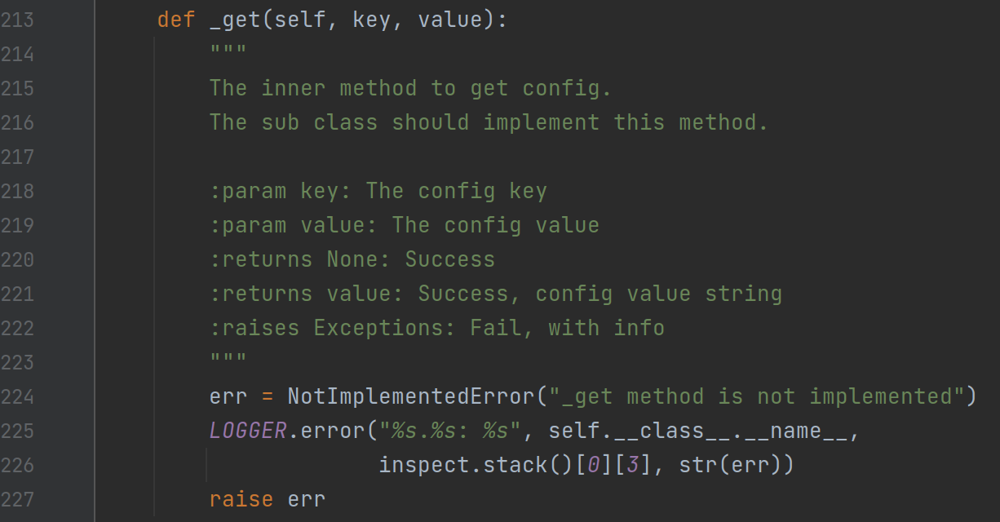 213 def _get(self, key, value):
214 """
215 The inner method to get config.
216 The sub class should implement this method.
217
218 :param key: The config key
219 :param value: The config value
220 :returns None: Success
221 :returns value: Success, config value string
222 :raises Exceptions: Fail, with info
223 """
224 err = NotImplementedError("_get method is not implemented")
225 LOGGER.error("%s.%s: %s", self.__class__.__name__,
226 inspect.stack()[0][3], str(err))
227 raise err